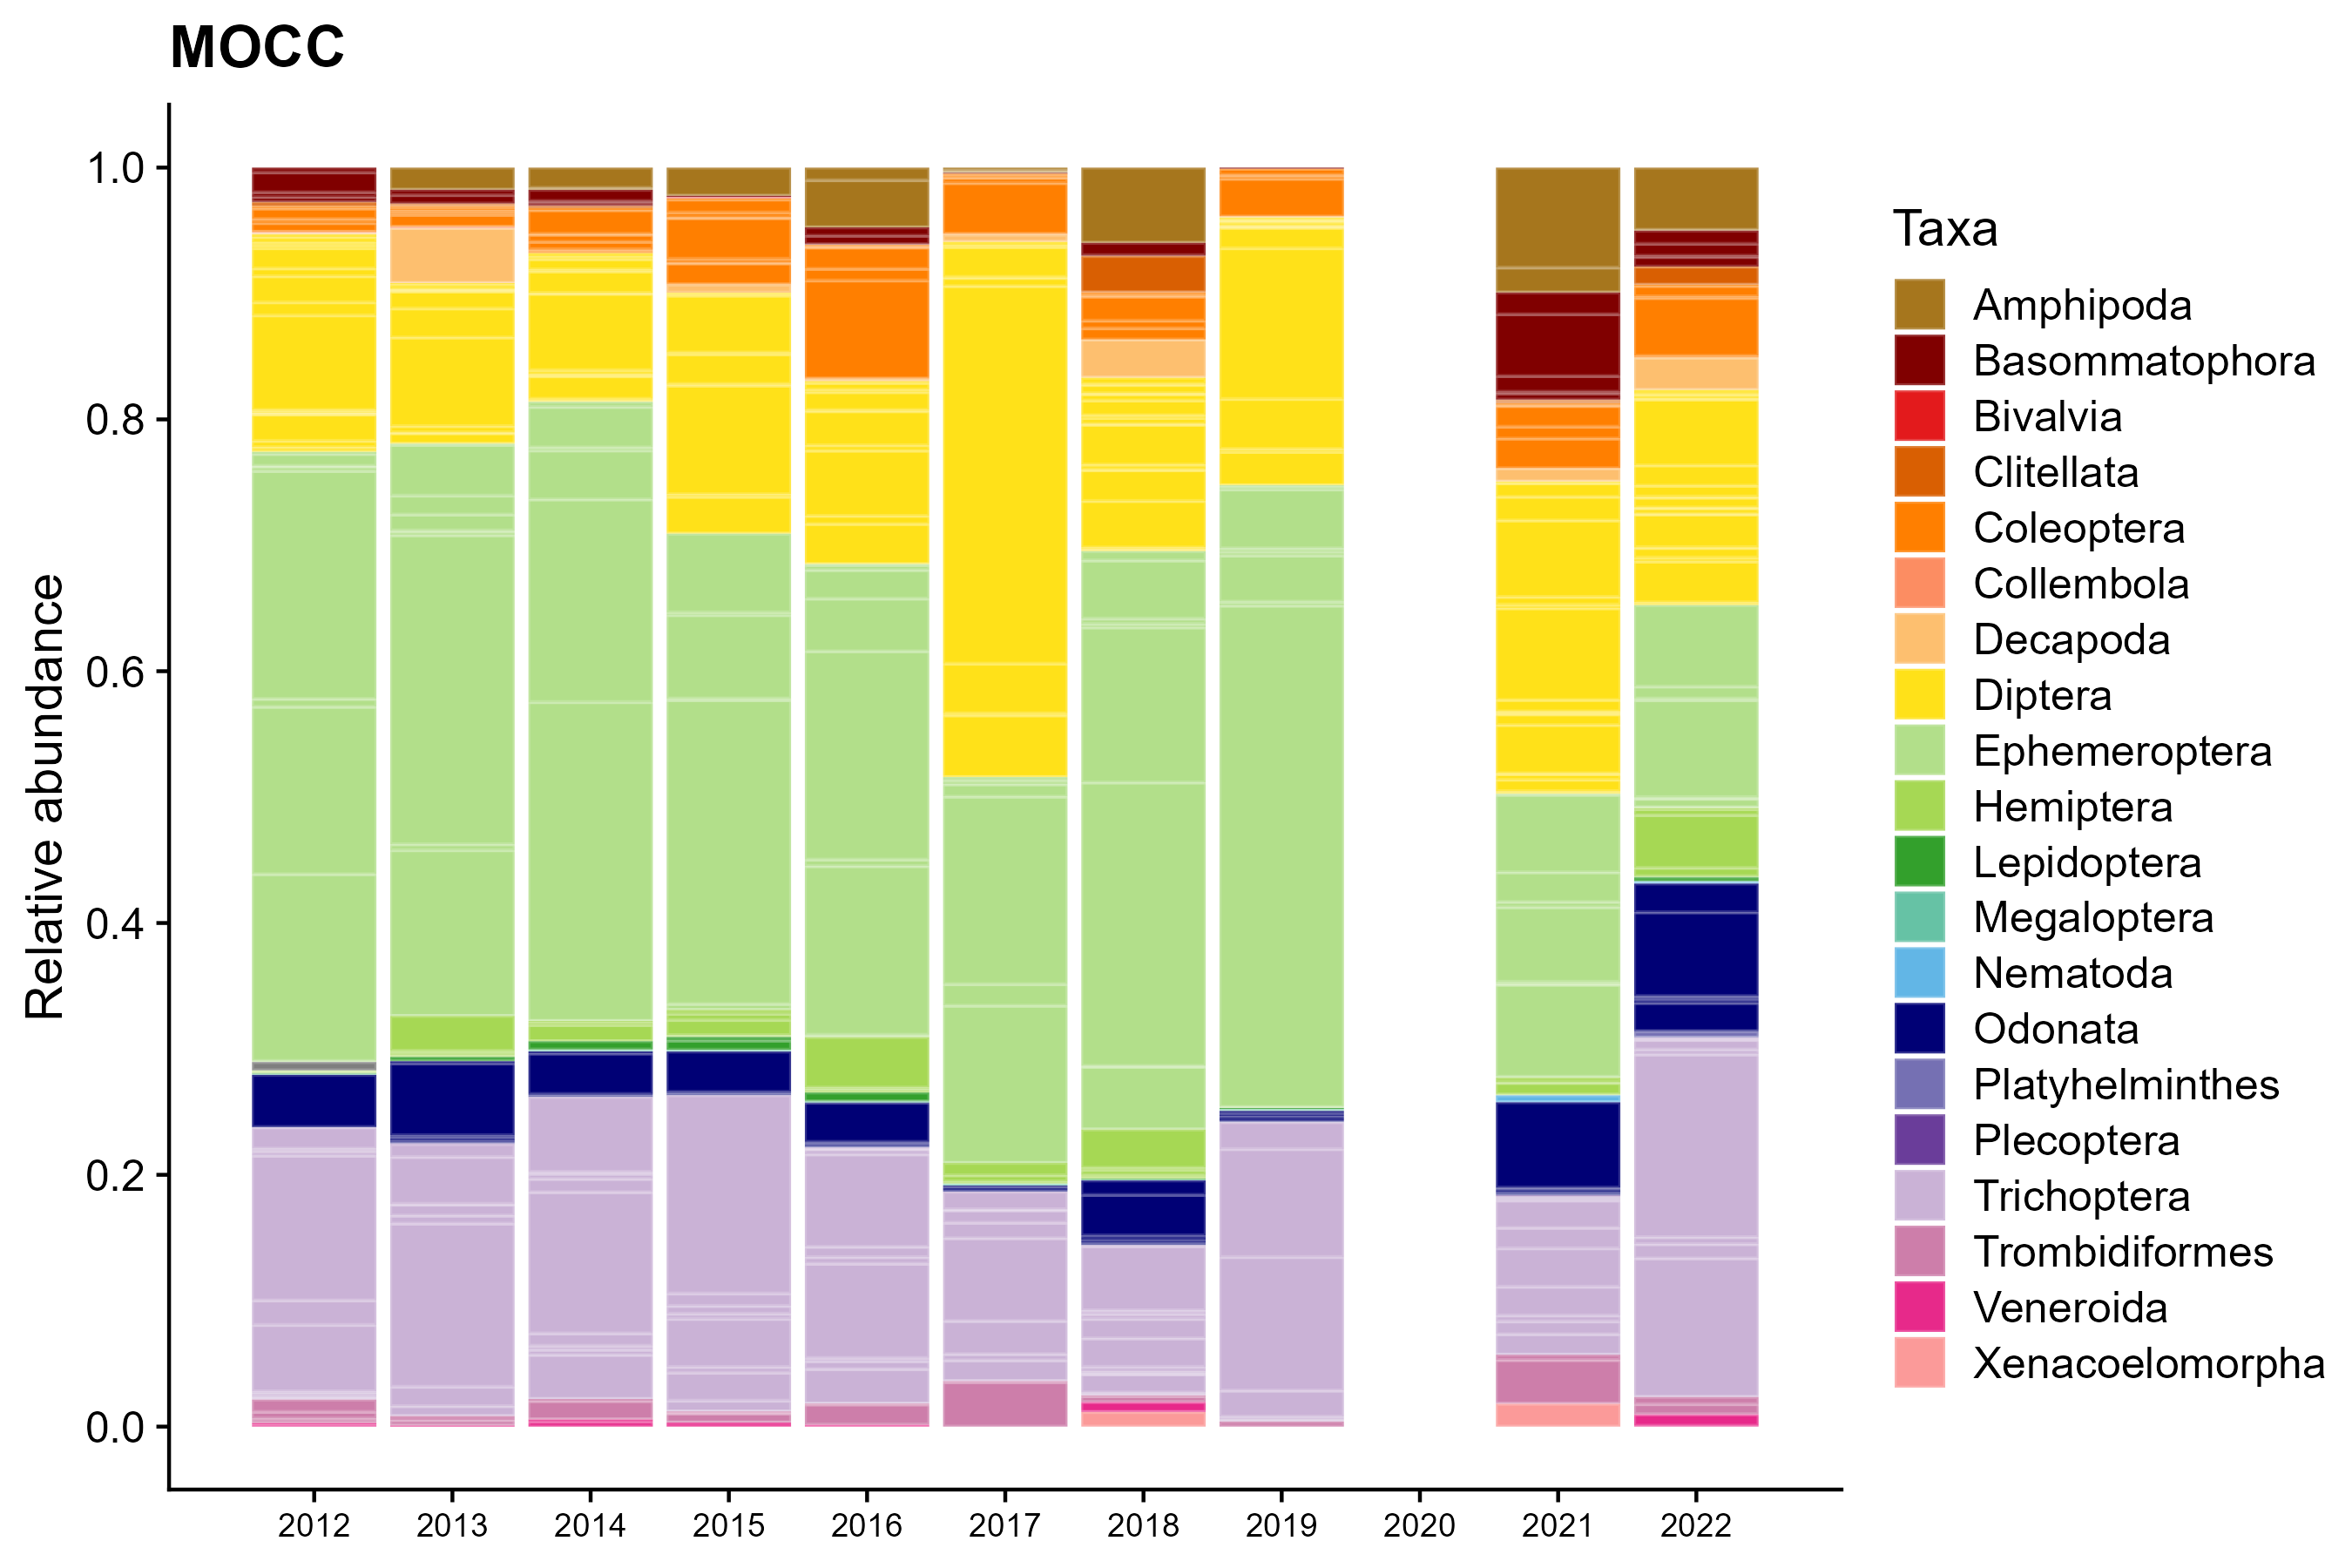 MOCC
Relative abundance
1.0
0.8
0.6
0.4
0.2
0.0
2012 2013 2014 2015 2016 2017 2018 2019 2020 2021 2022
Taxa
Amphipoda
Basommatophora
Bivalvia
Clitellata
Coleoptera
Collembola
Decapoda
Diptera
Ephemeroptera
Hemiptera
Lepidoptera
Megaloptera
Nematoda
Odonata
Platyhelminthes
Plecoptera
Trichoptera
Trombidiformes
Veneroida
Xenacoelomorpha